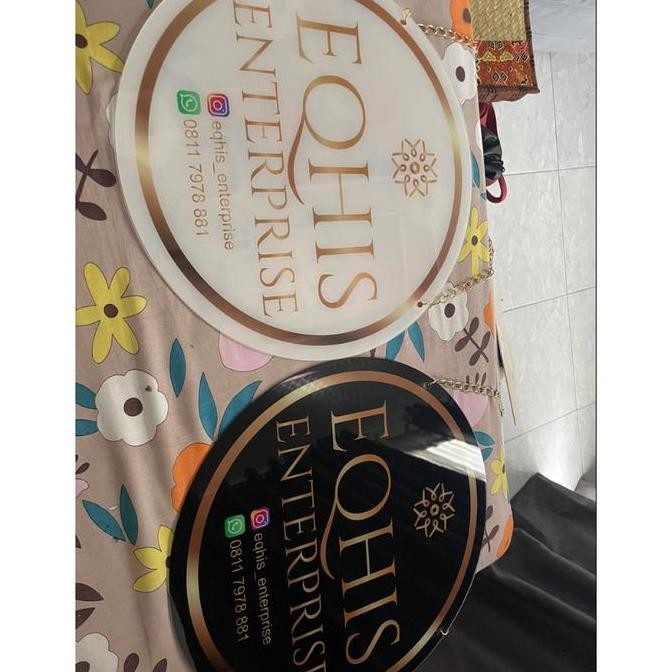 EQHIS
ENTERPRISE
eqhis_enterprise
0811 7978 881
EQHIS
ENTERPRISE
eqhis_enterprise
0811 7978 881